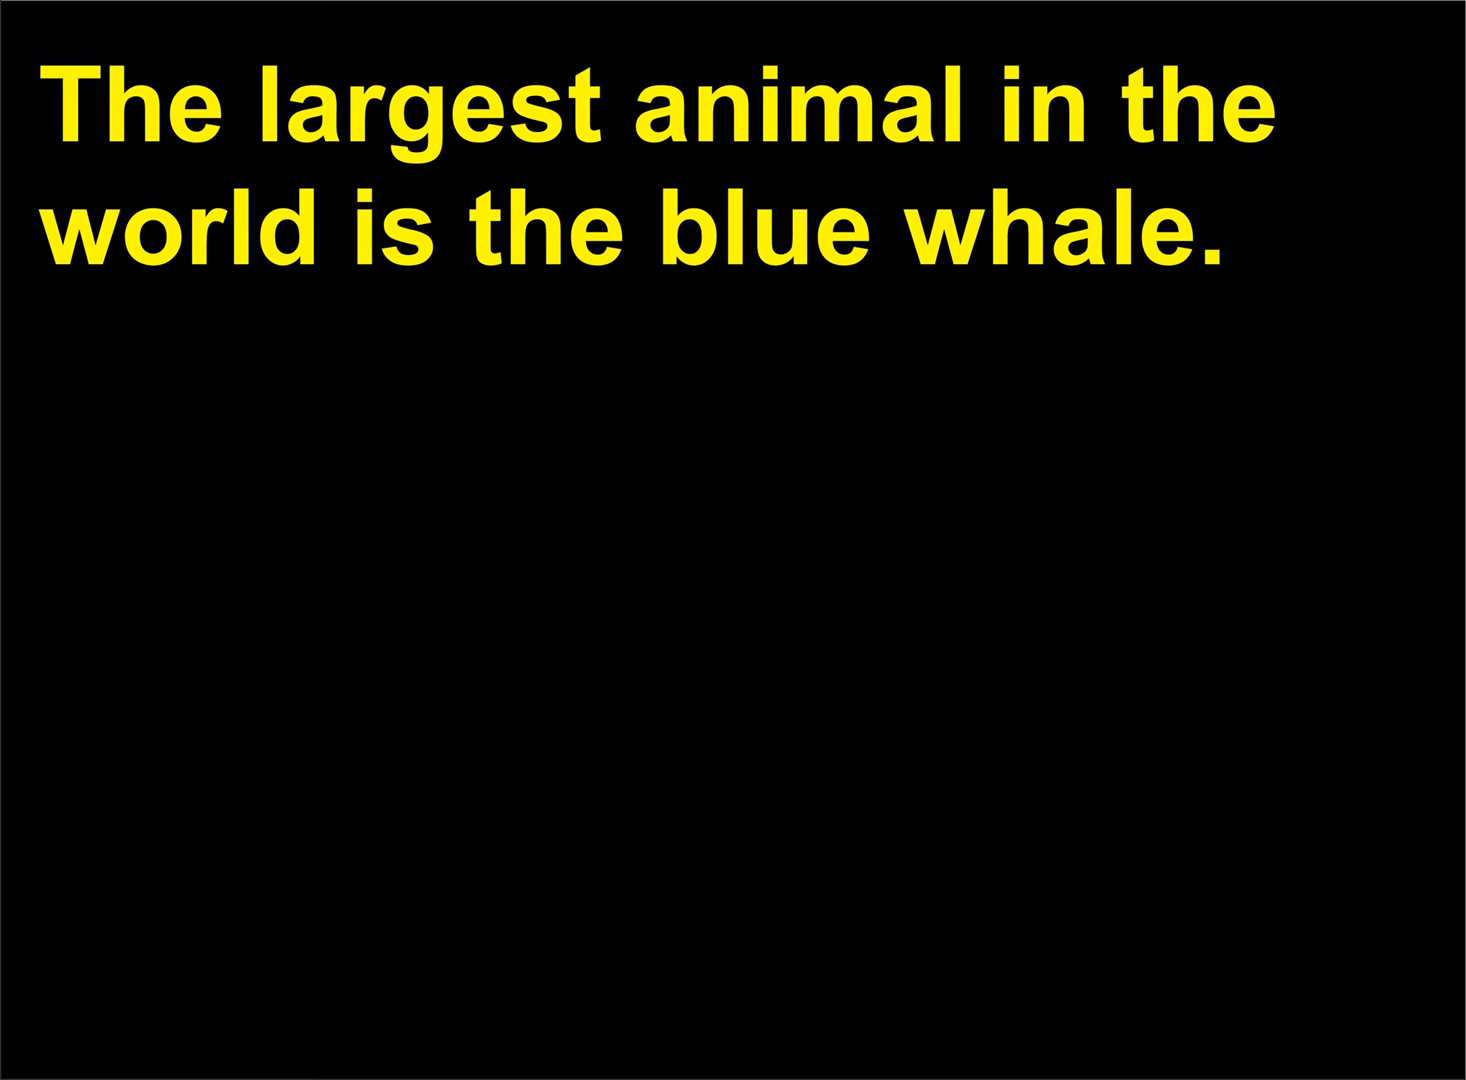 The largest animal in the
world is the blue whale.